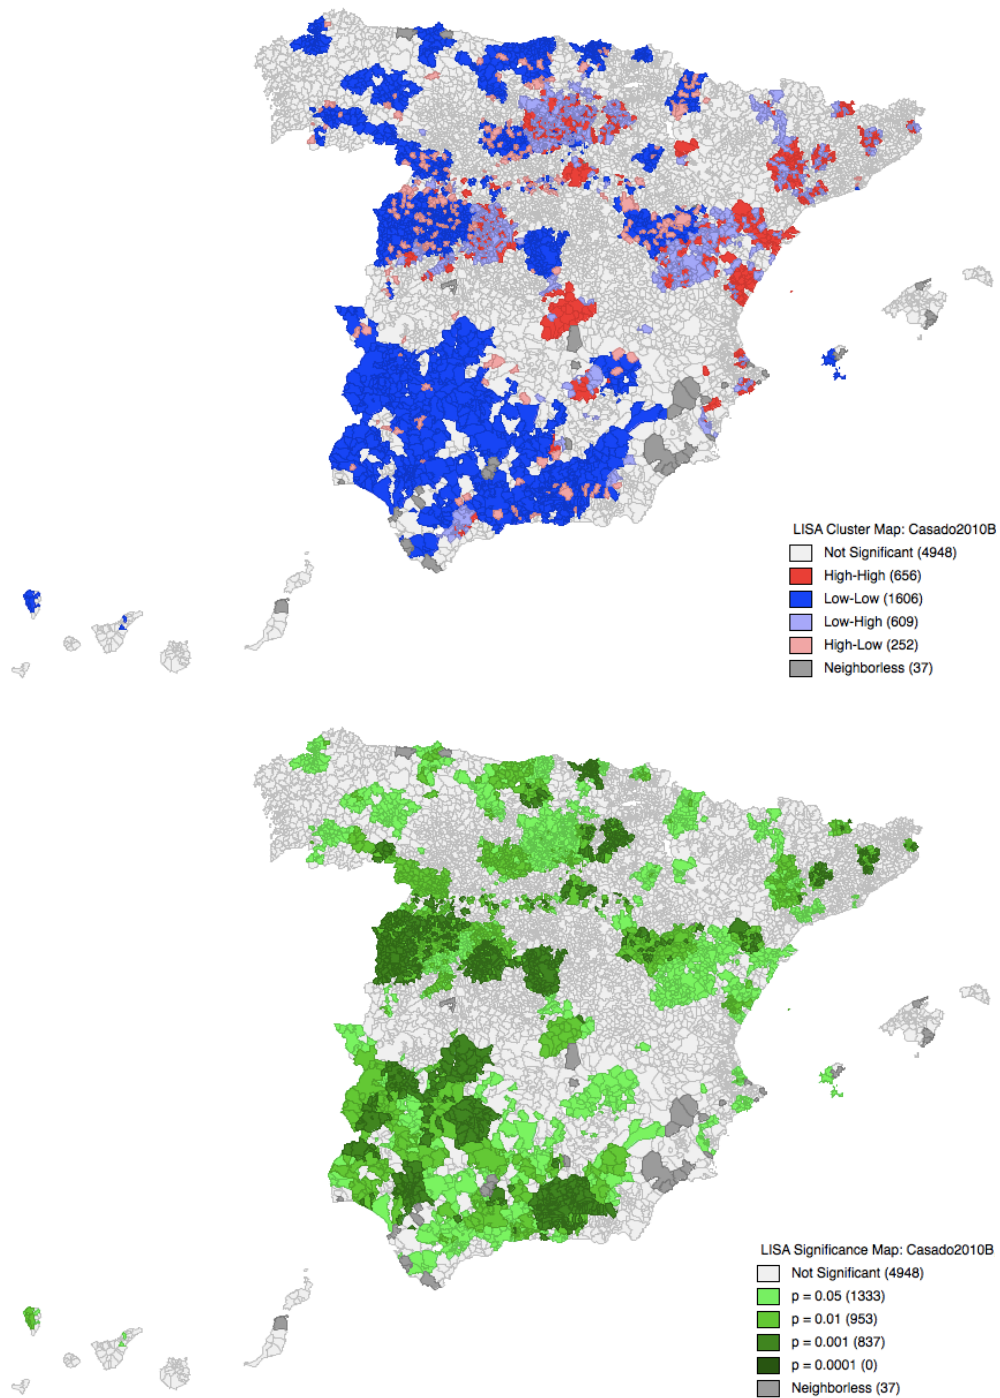 LISA Cluster Map: Casado2010B
Not Significant (4948)
High-High (656)
Low-Low (1606)
Low-High (609)
High-Low (252)
Neighborless (37)
LISA Significance Map: Casado2010B
Not Significant (4948)
p = 0.05 (1333)
p = 0.01 (953)
p = 0.001 (837)
p = 0.0001 (0)
Neighborless (37)